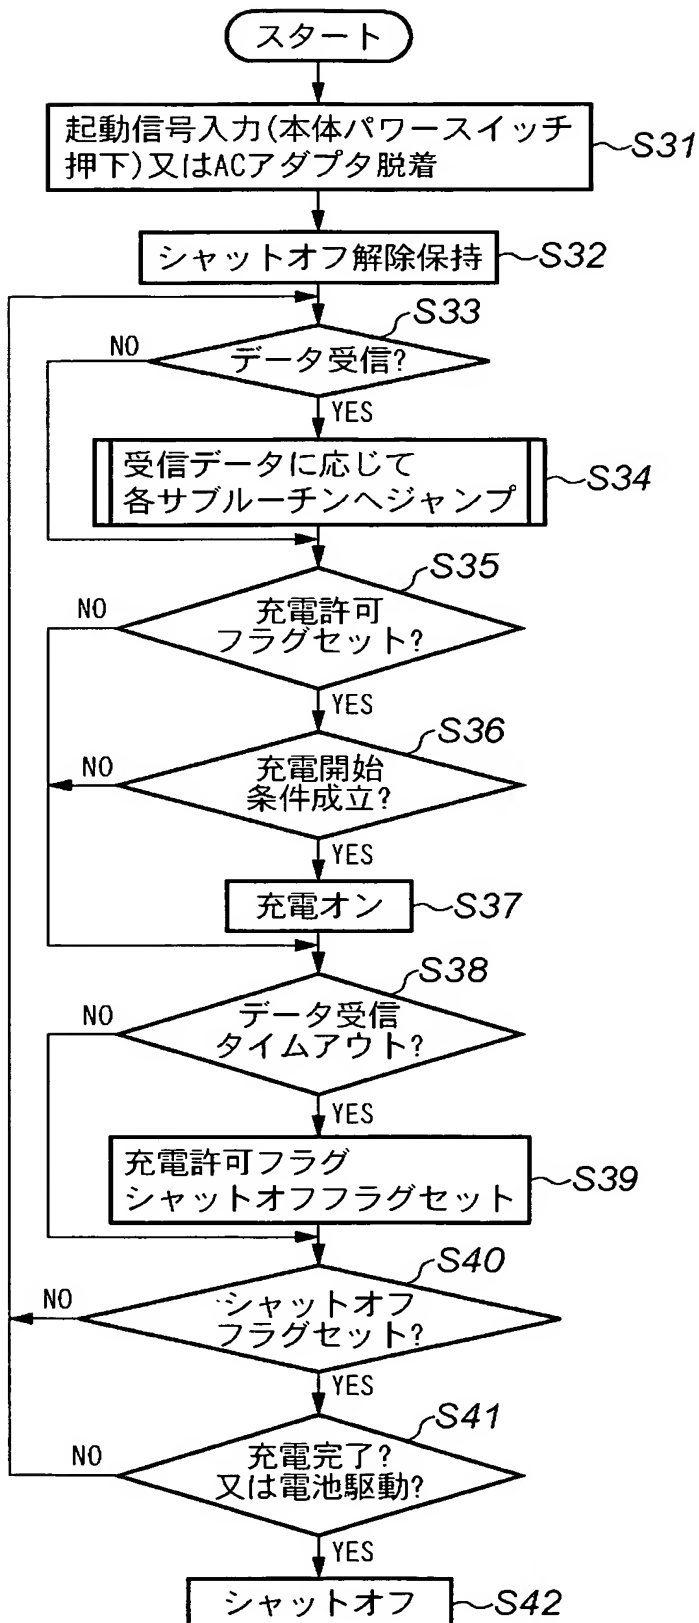 スタート
起動信号入力(本体パワースイッチ
押下)又はACアダプタ脱着
S31
シャットオフ解除保持
S32
S33
NO
データ受信?
YES
受信データに応じて
各サブルーチンへジャンプ
S34
S35
NO
充電許可
フラグセット?
YES
S36
NO
充電開始
条件成立?
YES
充電オン
S37
S38
NO
データ受信
タイムアウト?
YES
充電許可フラグ
シャットオフフラグセット
S39
S40
NO
シャットオフ
フラグセット?
YES
S41
NO
充電完了?
又は電池駆動?
YES
シャットオフ
S42